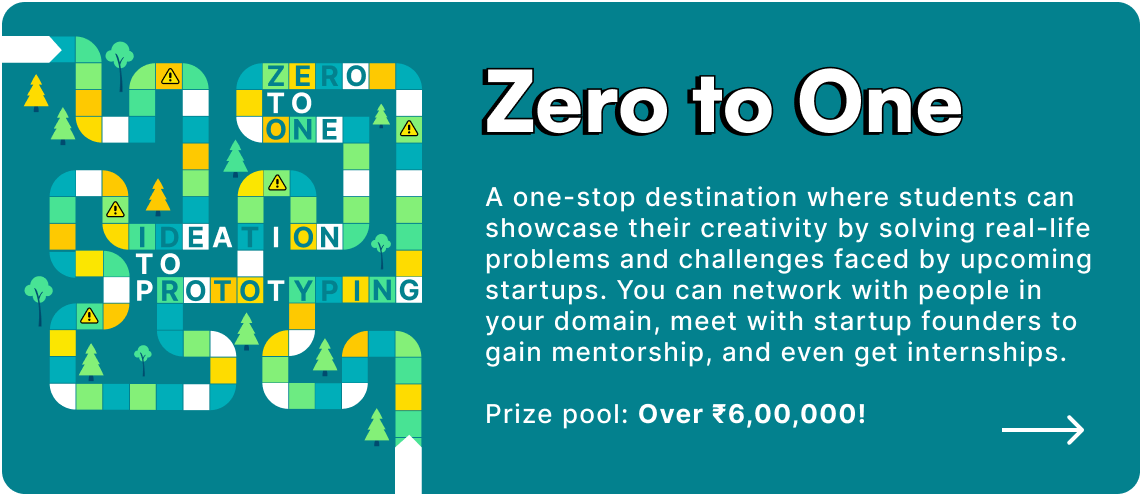 ZERO
TO
ONE
IDEATION
TO
PROTOTYPING
Zero to One
A one-stop destination where students can
showcase their creativity by solving real-life
problems and challenges faced by upcoming
startups. You can network with people in
your domain, meet with startup founders to
gain mentorship, and even get internships.
Prize pool: Over ₹6,00,000!